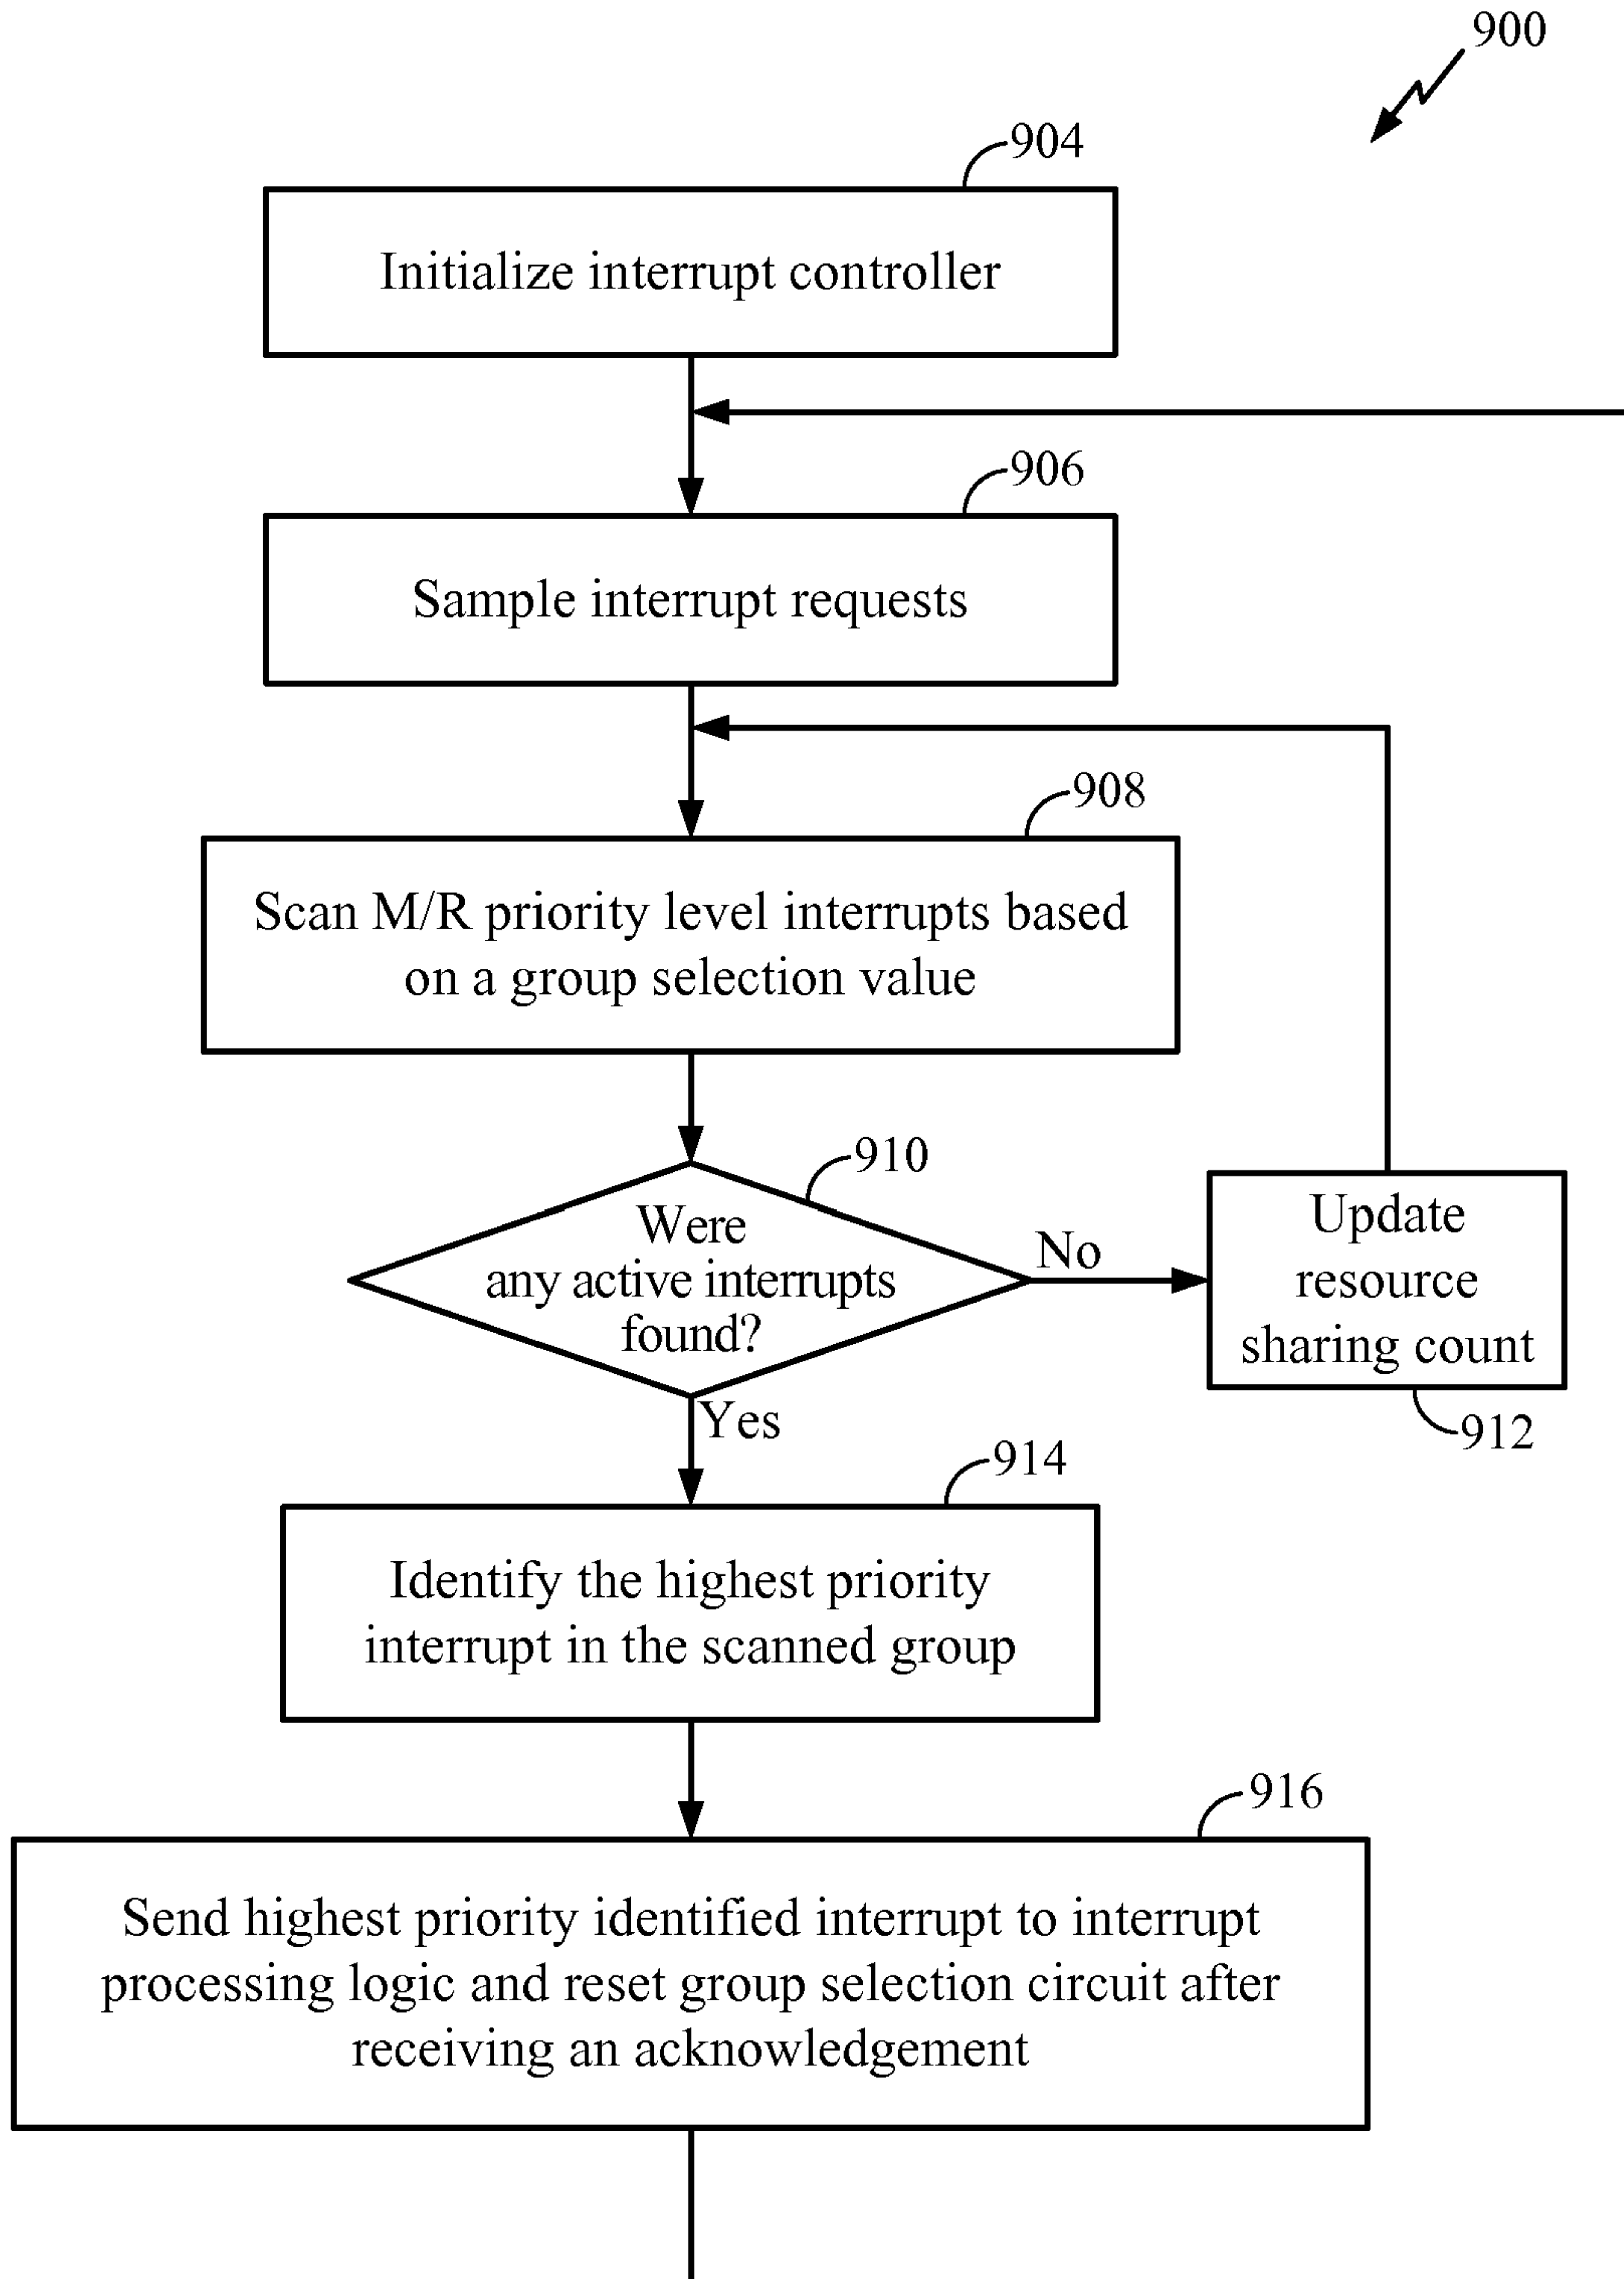 900
904
Initialize interrupt controller
906
Sample interrupt requests
908
Scan M/R priority level interrupts based
on a group selection value
910
Were
any active interrupts
found?
No
Update
resource
sharing count
912
Yes
914
Identify the highest priority
interrupt in the scanned group
916
Send highest priority identified interrupt to interrupt
processing logic and reset group selection circuit after
receiving an acknowledgement